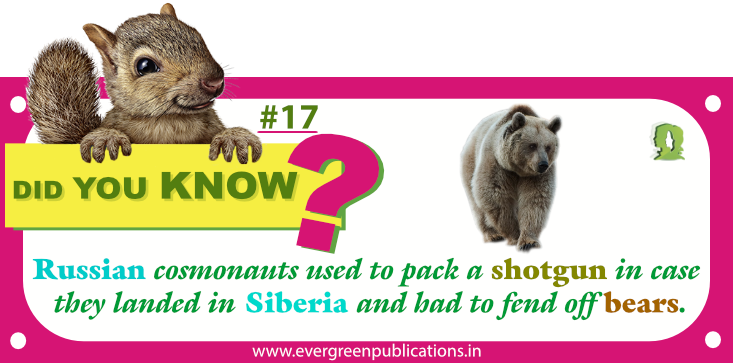 #17
DID YOU KNOW?
Russian cosmonauts used to pack a shotgun in case
they landed in Siberia and had to fend off bears.
www.evergreenpublications.in